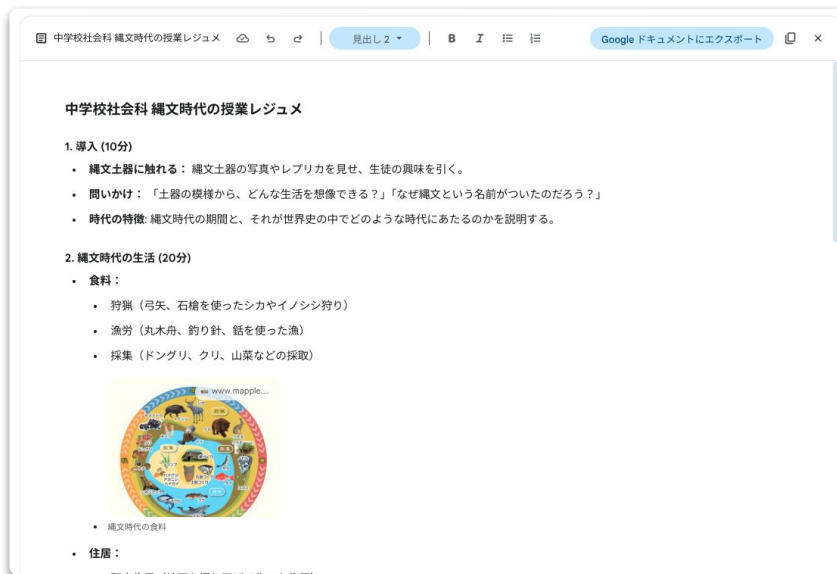 中学校社会科 縄文時代の授業レジュメ
見出し 2
B I
Google ドキュメントにエクスポート
中学校社会科 縄文時代の授業レジュメ
1. 導入 (10分)
• 縄文土器に触れる： 縄文土器の写真やレプリカを見せ、生徒の興味を引く。
• 問いかけ： 「土器の模様から、どんな生活を想像できる？」「なぜ縄文という名前がついたのだろう？」
• 時代の特徴: 縄文時代の期間と、それが世界史の中でどのような時代にあたるのかを説明する。
2. 縄文時代の生活 (20分)
• 食料：
• 狩猟（弓矢、石槍を使ったシカやイノシシ狩り）
• 漁労（丸木舟、釣り針、銛を使った漁）
• 採集（ドングリ、クリ、山菜などの採取）
www.mapple....
• 縄文時代の食料
• 住居：